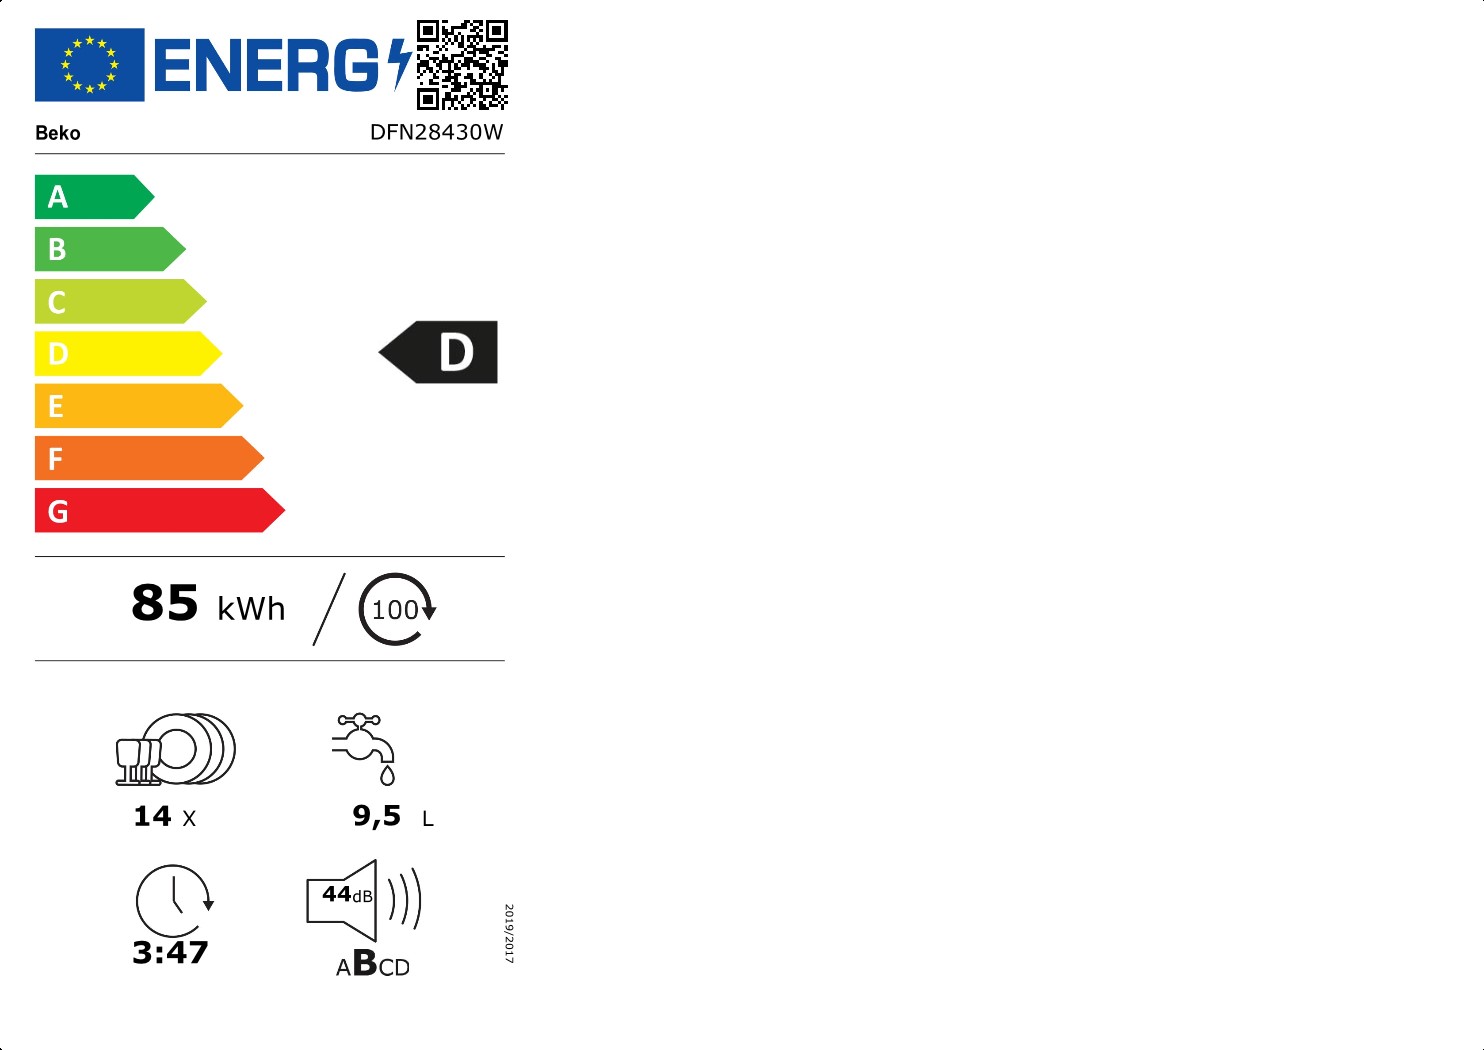 ENERG
Beko DFN28430W
A
B
C
D
D
E
F
G
85 kWh / 100
14 X 9,5 L
44dB
3:47
ABCD
2019/2017